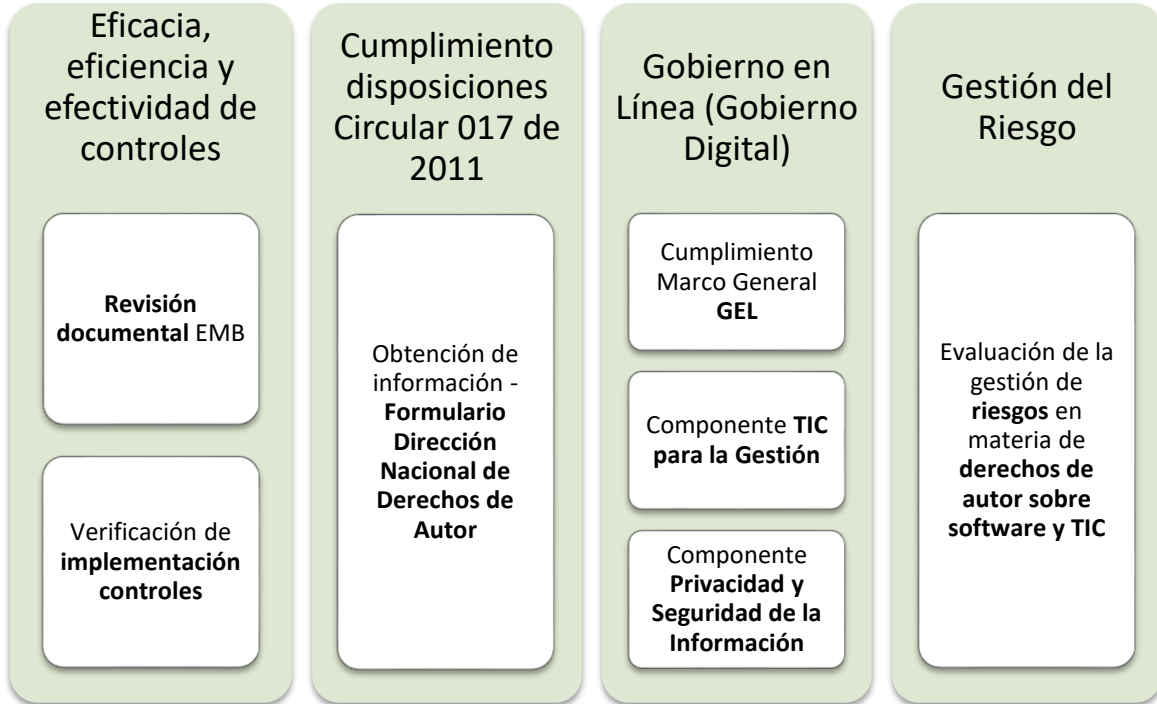 Eficacia,
eficiencia y
efectividad de
controles
Revisión
documental EMB
Verificación de
implementación
controles
Cumplimiento
disposiciones
Circular 017 de
2011
Obtención de
información -
Formulario
Dirección
Nacional de
Derechos de
Autor
Gobierno en
Línea (Gobierno
Digital)
Cumplimiento
Marco General
GEL
Componente TIC
para la Gestión
Componente
Privacidad y
Seguridad de la
Información
Gestión del
Riesgo
Evaluación de la
gestión de
riesgos en
materia de
derechos de
autor sobre
software y TIC